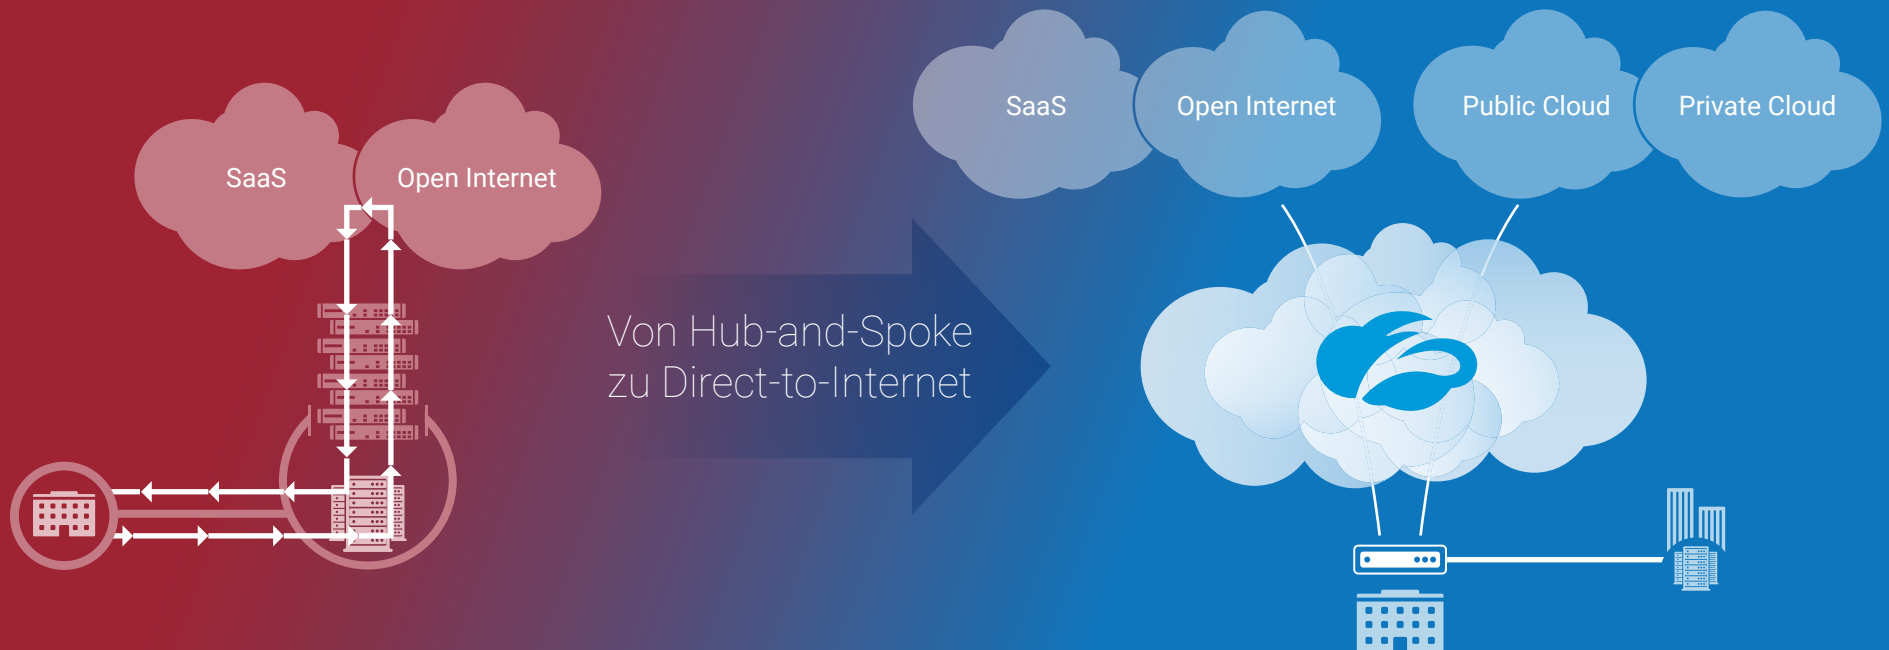 SaaS
Open Internet
Von Hub-and-Spoke
zu Direct-to-Internet
SaaS
Open Internet
Public Cloud
Private Cloud